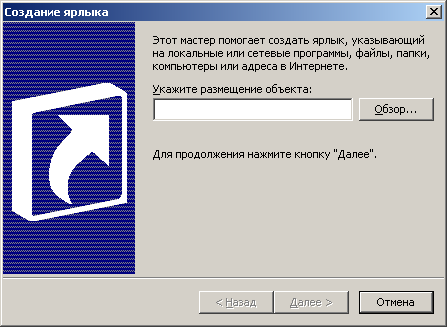 Создание ярлыка
Этот мастер помогает создать ярлык, указывающий
на локальные или сетевые программы, файлы, папки,
компьютеры или адреса в Интернете.
Укажите размещение объекта:
Обзор...
Для продолжения нажмите кнопку "Далее".
< Назад
Далее >
Отмена